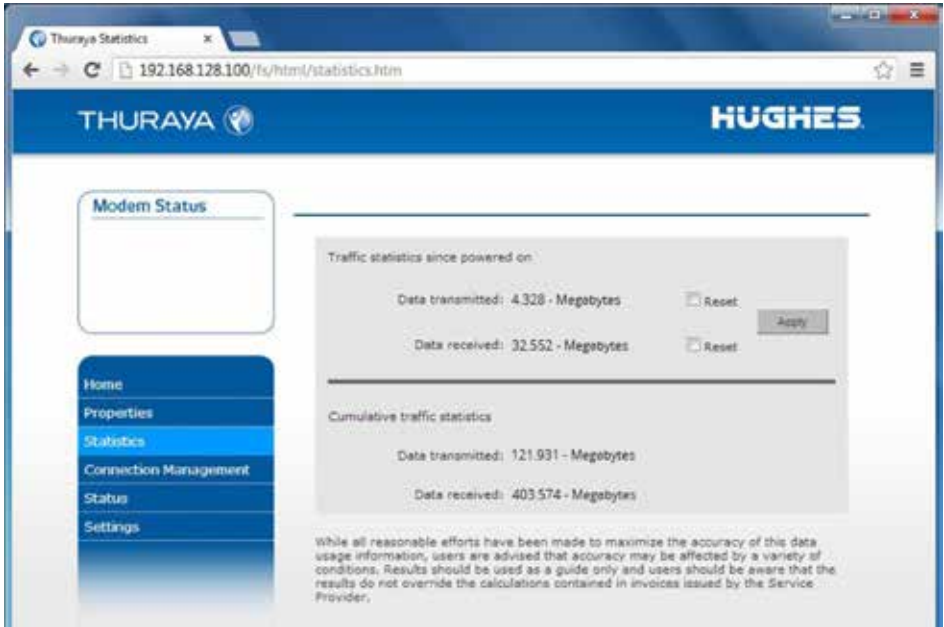 Thuraya Statistics
192.168.128.100/fs/html/statistics.htm
THURAYA
HUGHES
Modem Status
Traffic statistics since powered on
Data transmitted: 4.328 - Megabytes Reset
Apply
Data received: 32.552 - Megabytes Reset
Home
Properties
Statistics
Connection Management
Status
Settings
Cumulative traffic statistics
Data transmitted: 121.931 - Megabytes
Data received: 403.574 - Megabytes
While all reasonable efforts have been made to maximize the accuracy of this data
usage information, users are advised that accuracy may be affected by a variety of
conditions. Results should be used as a guide only and users should be aware that the
results do not override the calculations contained in invoices issued by the Service
Provider.